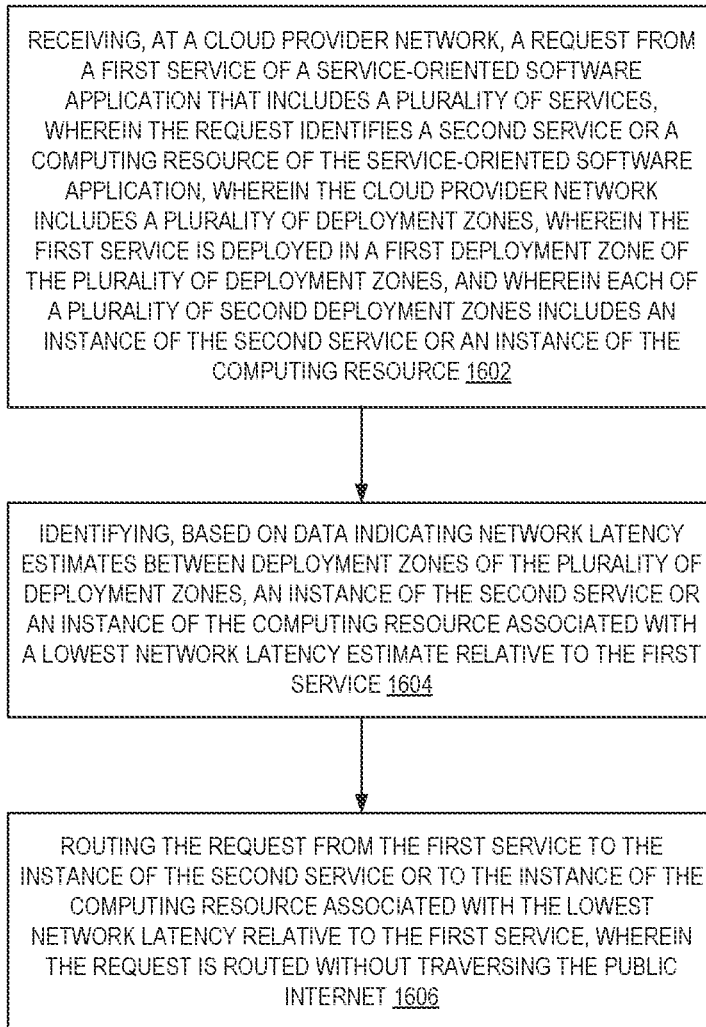 RECEIVING, AT A CLOUD PROVIDER NETWORK, A REQUEST FROM
A FIRST SERVICE OF A SERVICE-ORIENTED SOFTWARE
APPLICATION THAT INCLUDES A PLURALITY OF SERVICES,
WHEREIN THE REQUEST IDENTIFIES A SECOND SERVICE OR A
COMPUTING RESOURCE OF THE SERVICE-ORIENTED SOFTWARE
APPLICATION, WHEREIN THE CLOUD PROVIDER NETWORK
INCLUDES A PLURALITY OF DEPLOYMENT ZONES, WHEREIN THE
FIRST SERVICE IS DEPLOYED IN A FIRST DEPLOYMENT ZONE OF
THE PLURALITY OF DEPLOYMENT ZONES, AND WHEREIN EACH OF
A PLURALITY OF SECOND DEPLOYMENT ZONES INCLUDES AN
INSTANCE OF THE SECOND SERVICE OR AN INSTANCE OF THE
COMPUTING RESOURCE 1602
IDENTIFYING, BASED ON DATA INDICATING NETWORK LATENCY
ESTIMATES BETWEEN DEPLOYMENT ZONES OF THE PLURALITY OF
DEPLOYMENT ZONES, AN INSTANCE OF THE SECOND SERVICE OR
AN INSTANCE OF THE COMPUTING RESOURCE ASSOCIATED WITH
A LOWEST NETWORK LATENCY ESTIMATE RELATIVE TO THE FIRST
SERVICE 1604
ROUTING THE REQUEST FROM THE FIRST SERVICE TO THE
INSTANCE OF THE SECOND SERVICE OR TO THE INSTANCE OF THE
COMPUTING RESOURCE ASSOCIATED WITH THE LOWEST
NETWORK LATENCY RELATIVE TO THE FIRST SERVICE, WHEREIN
THE REQUEST IS ROUTED WITHOUT TRAVERSING THE PUBLIC
INTERNET 1606